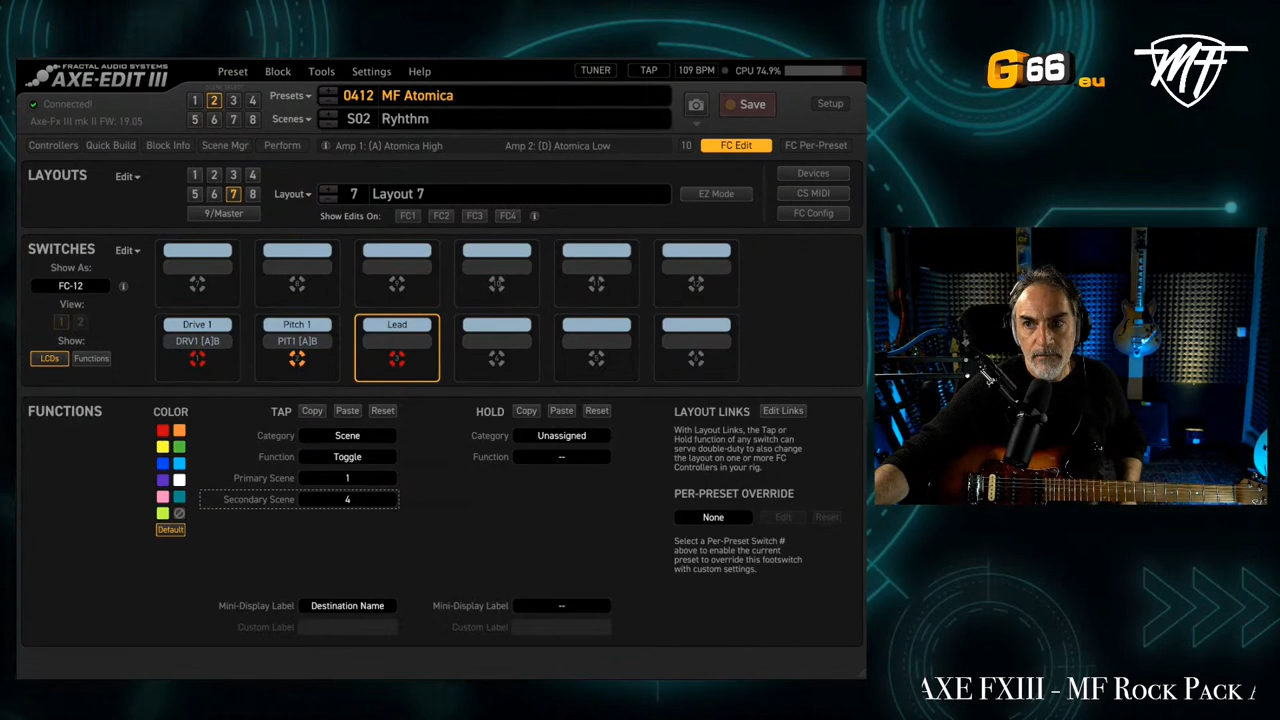 FRACTAL AUDIO SYSTEMS
AXE-EDIT III
Preset Block Tools Settings Help
TUNER TAP 109 BPM CPU 74.9%
Connected!
Axe-Fx III mk II FW: 19.05
1 2 3 4
5 6 7 8
Presets 0412 MF Atomica
Scenes S02 Ryhthm
Save Setup
Controllers Quick Build Block Info Scene Mgr Perform Amp 1: (A) Atomica High Amp 2: (D) Atomica Low 10 FC Edit FC Per-Preset
LAYOUTS Edit
1 2 3 4
5 6 7 8
9/Master
Layout 7 Layout 7 EZ Mode
Show Edits On: FC1 FC2 FC3 FC4
Devices
CS MIDI
FC Config
SWITCHES Edit
Show As:
FC-12
View:
1 2
Show:
LCDs Functions
Drive 1 Pitch 1 Lead
DRV1 [A]B PIT1 [A]B
FUNCTIONS
COLOR
Default
TAP Copy Paste Reset
Category Scene
Function Toggle
Primary Scene 1
Secondary Scene 4
Mini-Display Label Destination Name
Custom Label
HOLD Copy Paste Reset
Category Unassigned
Function --
Mini-Display Label --
Custom Label
LAYOUT LINKS Edit Links
With Layout Links, the Tap or
Hold function of any switch can
serve double-duty to also change
the layout on one or more FC
Controllers in your rig.
PER-PRESET OVERRIDE
None Edit Reset
Select a Per-Preset Switch #
above to enable the current
preset to override this footswitch
with custom settings.
G66.eu
MF
AXE FXIII - MF Rock Pack